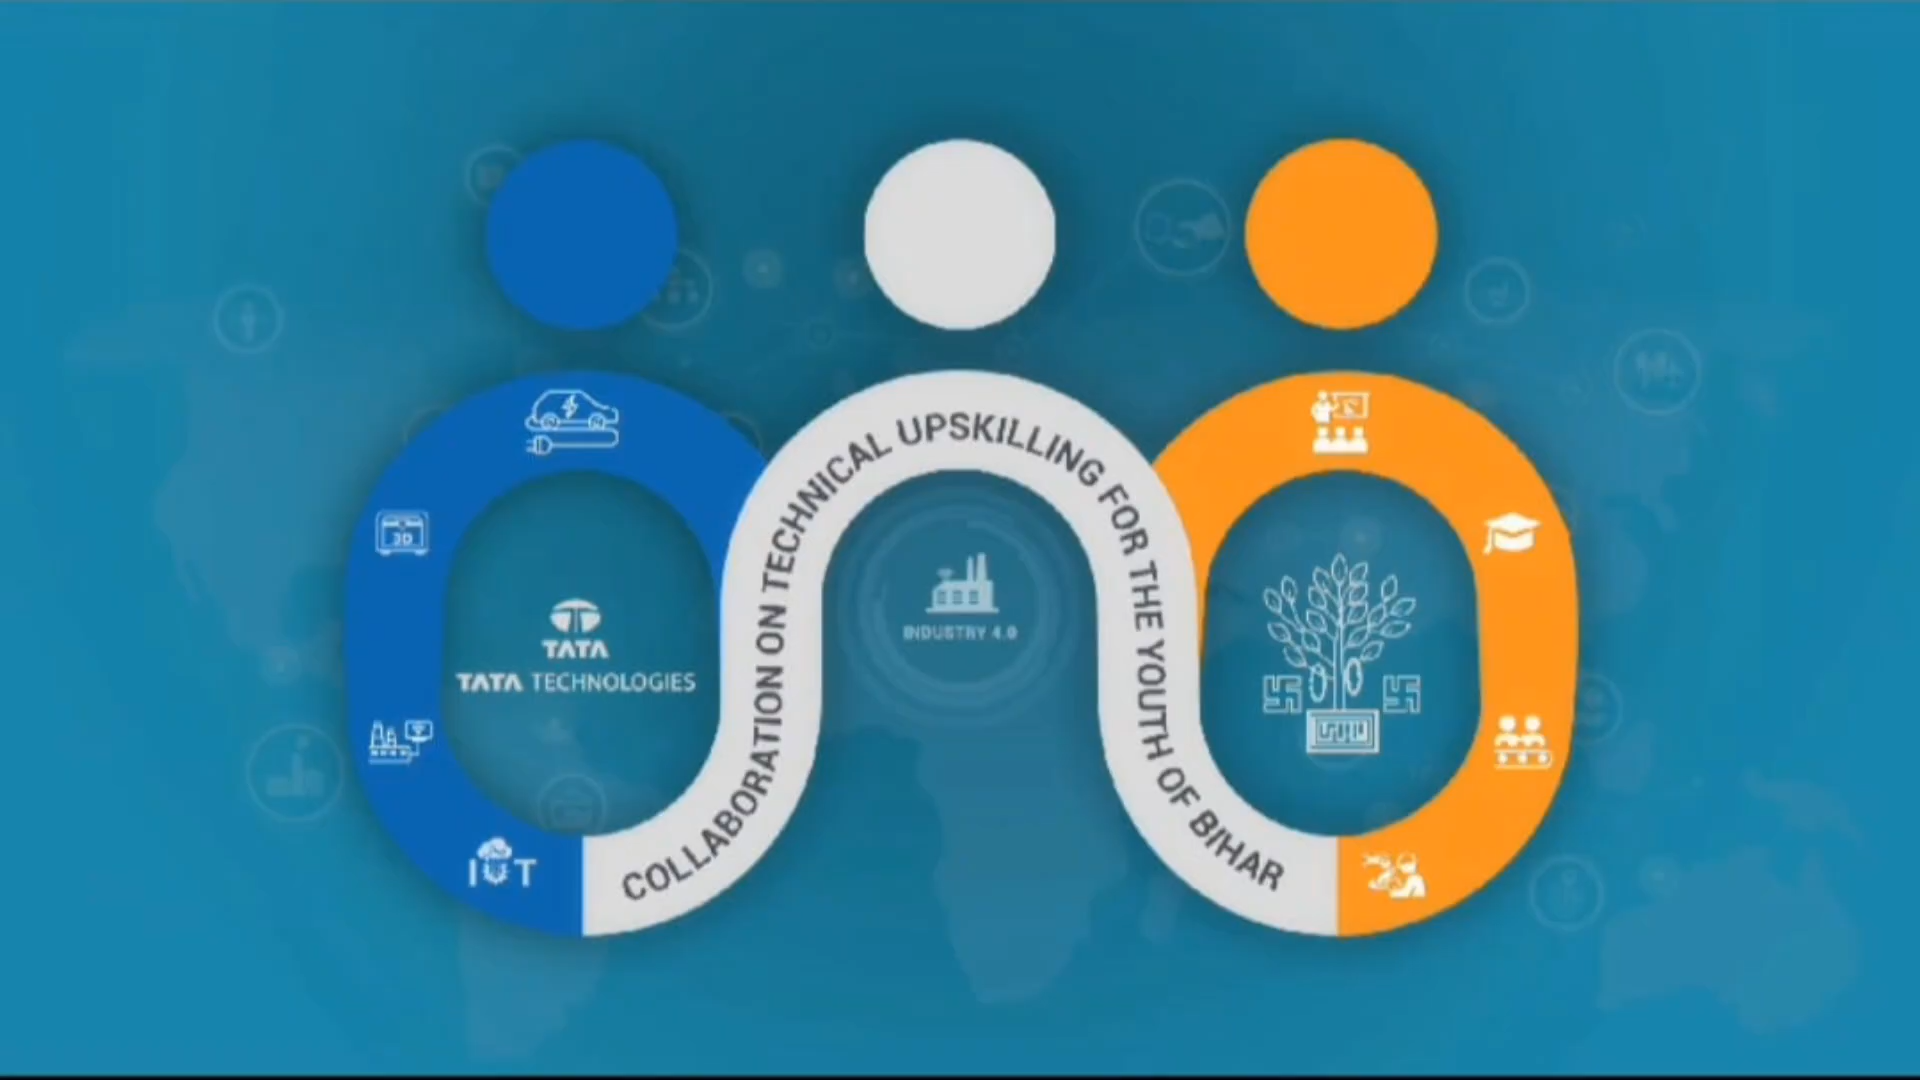 COLLABORATION ON TECHNICAL UPSKILLING FOR THE YOUTH OF BIHAR
3D
TATA
TATA TECHNOLOGIES
INDUSTRY 4.0
IOT